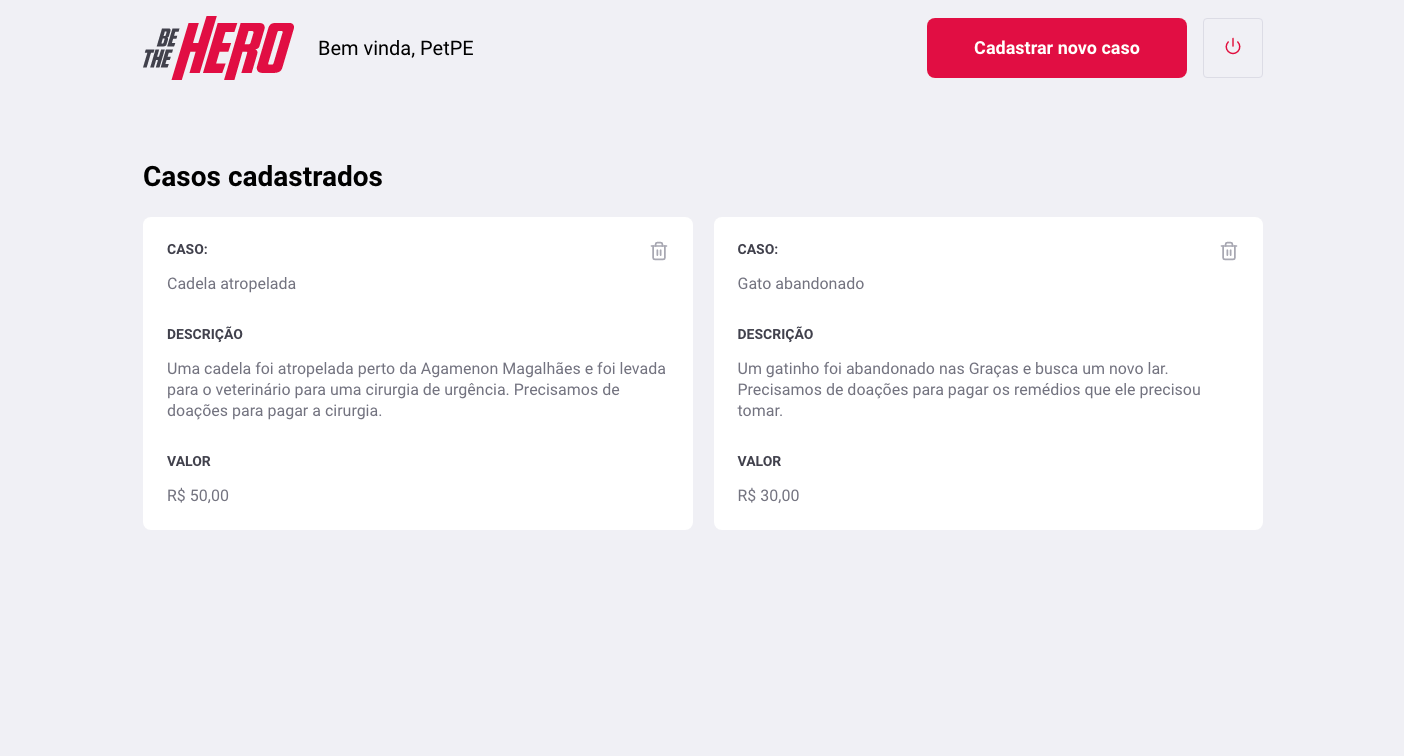 BE
THE
HERO
Bem vinda, PetPE
Cadastrar novo caso
Casos cadastrados
CASO:
Cadela atropelada
DESCRIÇÃO
Uma cadela foi atropelada perto da Agamenon Magalhães e foi levada
para o veterinário para uma cirurgia de urgência. Precisamos de
doações para pagar a cirurgia.
VALOR
R$ 50,00
CASO:
Gato abandonado
DESCRIÇÃO
Um gatinho foi abandonado nas Graças e busca um novo lar.
Precisamos de doações para pagar os remédios que ele precisou
tomar.
VALOR
R$ 30,00